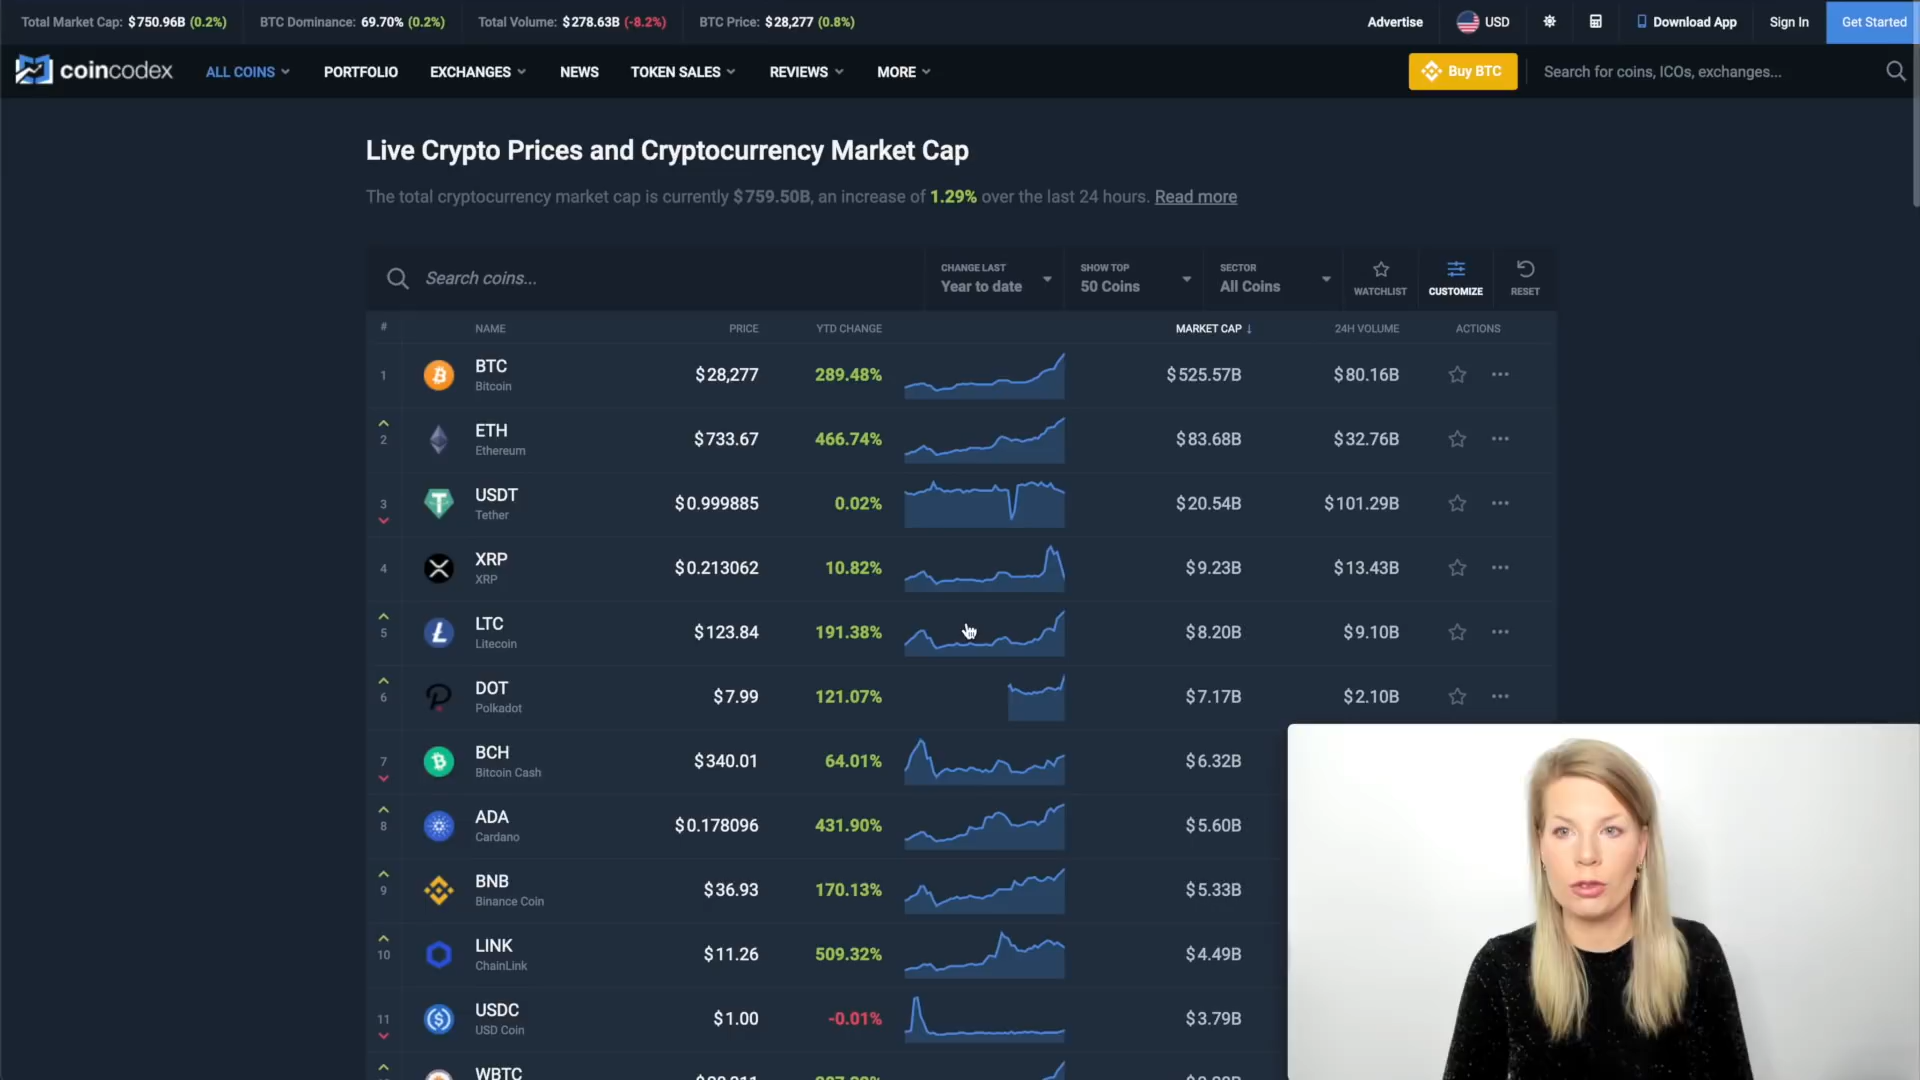 Total Market Cap: $750.96B (0.2%) BTC Dominance: 69.70% (0.2%) Total Volume: $278.63B (-8.2%) BTC Price: $28,277 (0.8%) Advertise USD Download App Sign In Get Started
coincodex ALL COINS PORTFOLIO EXCHANGES NEWS TOKEN SALES REVIEWS MORE Buy BTC Search for coins, ICOs, exchanges...
Live Crypto Prices and Cryptocurrency Market Cap
The total cryptocurrency market cap is currently $759.50B, an increase of 1.29% over the last 24 hours. Read more
Search coins...
CHANGE LAST
Year to date
SHOW TOP
50 Coins
SECTOR
All Coins
WATCHLIST
CUSTOMIZE
RESET
# NAME PRICE YTD CHANGE MARKET CAP ↓ 24H VOLUME ACTIONS
1 BTC $28,277 289.48% $525.57B $80.16B
Bitcoin
2 ETH $733.67 466.74% $83.68B $32.76B
Ethereum
3 USDT $0.999885 0.02% $20.54B $101.29B
Tether
4 XRP $0.213062 10.82% $9.23B $13.43B
XRP
5 LTC $123.84 191.38% $8.20B $9.10B
Litecoin
6 DOT $7.99 121.07% $7.17B $2.10B
Polkadot
7 BCH $340.01 64.01% $6.32B
Bitcoin Cash
8 ADA $0.178096 431.90% $5.60B
Cardano
9 BNB $36.93 170.13% $5.33B
Binance Coin
10 LINK $11.26 509.32% $4.49B
ChainLink
11 USDC $1.00 -0.01% $3.79B
USD Coin
WBTC